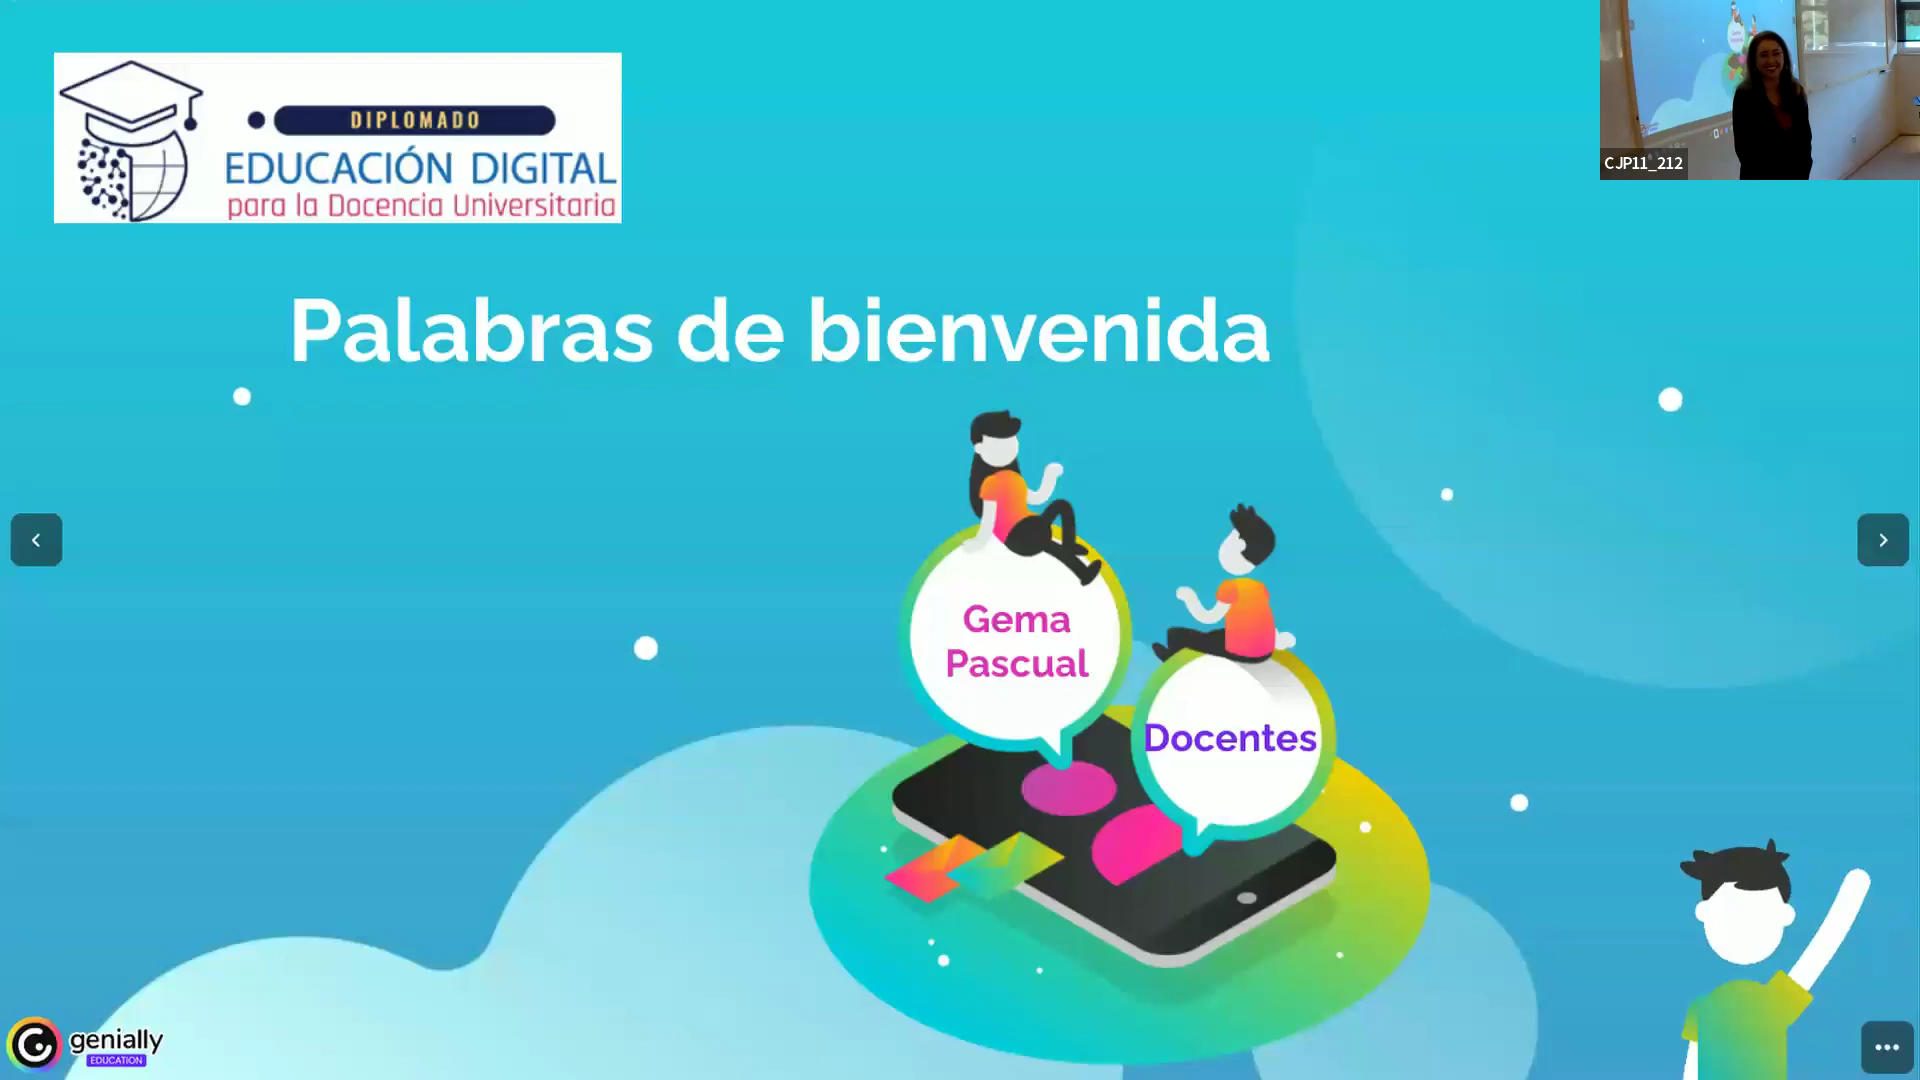 DIPLOMADO
EDUCACIÓN DIGITAL
para la Docencia Universitaria
CJP11_212
Palabras de bienvenida
Gema
Pascual
Docentes
genially
EDUCATION